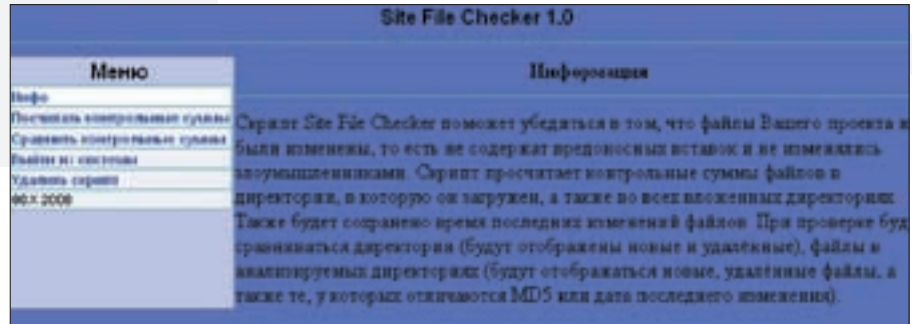 Site File Checker 1.0
Меню
Информация
Инфо
Посчитать контрольные суммы
Сравнить контрольные суммы
Выйти из системы
Удалить скрипт
2008
Скрипт Site File Checker поможет убедиться в том, что файлы Вашего проекта н
были изменены, то есть не содержат вредоносных вставок и не изменялись
злоумышленниками. Скрипт просчитает контрольные суммы файлов в
директории, в которую он загружен, а также во всех вложенных директориях
Также будет сохранено время последних изменений файлов. При проверке буд
сравниваться директории (будут отображены новые и удалённые), файлы в
анализируемых директориях (будут отображаться новые, удалённые файлы, а
также те, у которых отличаются MD5 или дата последнего изменения).